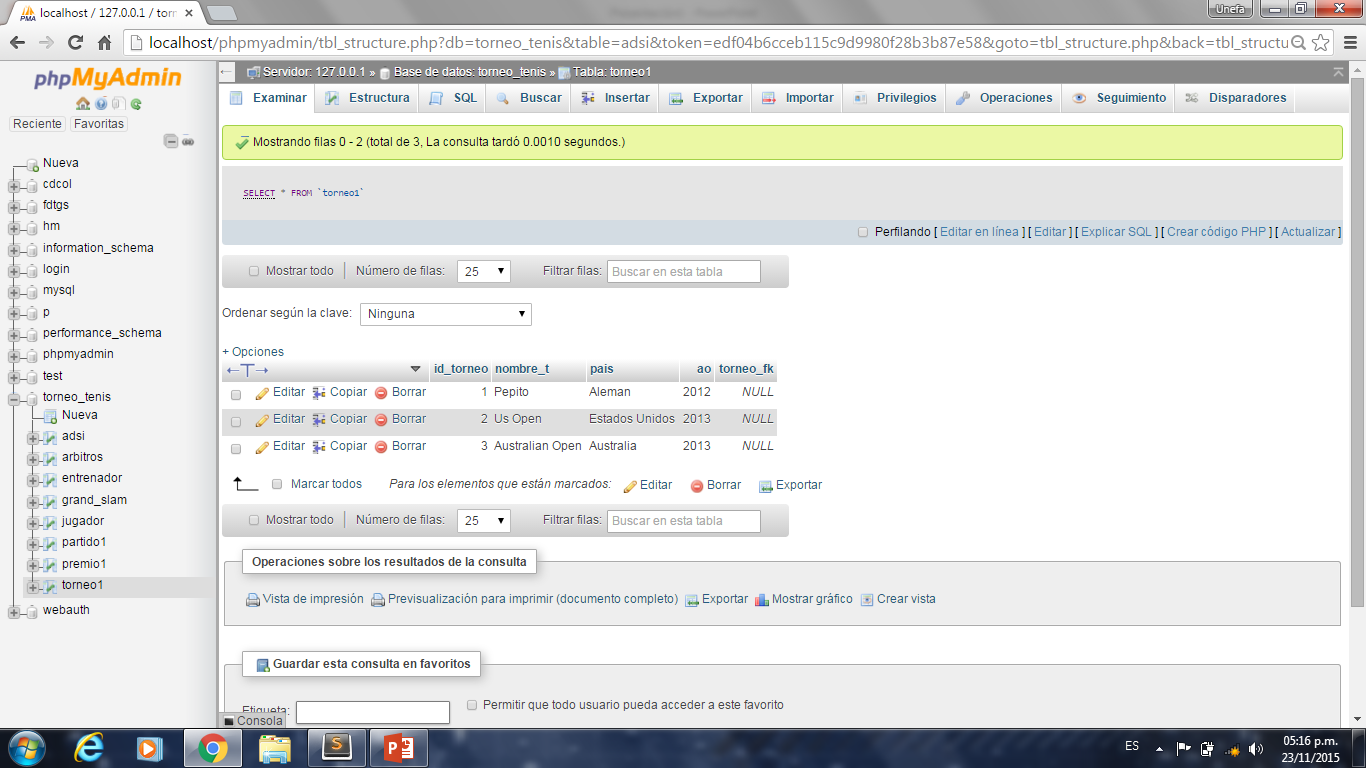 localhost / 127.0.0.1 / torn
Unefa
localhost/phpmyadmin/tbl_structure.php?db=torneo_tenis&table=adsi&token=edf04b6cceb115c9d9980f28b3b87e58&goto=tbl_structure.php&back=tbl_structu
phpMyAdmin
Reciente Favoritas
Nueva
cdcol
fdtgs
hm
information_schema
login
mysql
p
performance_schema
phpmyadmin
test
torneo_tenis
Nueva
adsi
arbitros
entrenador
grand_slam
jugador
partido1
premio1
torneo1
webauth
Servidor: 127.0.0.1 » Base de datos: torneo_tenis » Tabla: torneo1
Examinar Estructura SQL Buscar Insertar Exportar Importar Privilegios Operaciones Seguimiento Disparadores
Mostrando filas 0 - 2 (total de 3, La consulta tardó 0.0010 segundos.)
SELECT * FROM `torneo1`
Perfilando [ Editar en línea ] [ Editar ] [ Explicar SQL ] [ Crear código PHP ] [ Actualizar ]
Mostrar todo Número de filas: 25 Filtrar filas: Buscar en esta tabla
Ordenar según la clave: Ninguna
+ Opciones
←T→ id_torneo nombre_t pais ao torneo_fk
Editar Copiar Borrar 1 Pepito Aleman 2012 NULL
Editar Copiar Borrar 2 Us Open Estados Unidos 2013 NULL
Editar Copiar Borrar 3 Australian Open Australia 2013 NULL
Marcar todos Para los elementos que están marcados: Editar Borrar Exportar
Mostrar todo Número de filas: 25 Filtrar filas: Buscar en esta tabla
Operaciones sobre los resultados de la consulta
Vista de impresión Previsualización para imprimir (documento completo) Exportar Mostrar gráfico Crear vista
Guardar esta consulta en favoritos
Etiqueta: Permitir que todo usuario pueda acceder a este favorito
Consola
ES 05:16 p.m.
23/11/2015